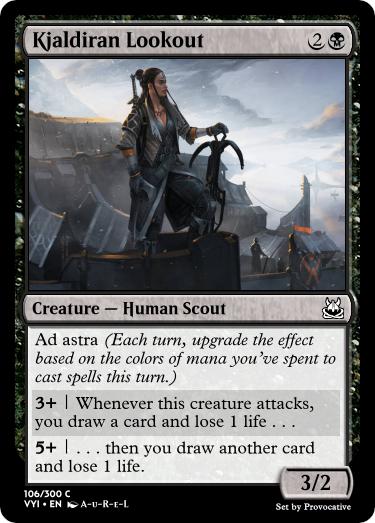 Kjaldiran Lookout 2
Creature — Human Scout
Ad astra (Each turn, upgrade the effect
based on the colors of mana you've spent to
cast spells this turn.)
3+ | Whenever this creature attacks,
you draw a card and lose 1 life . . .
5+ | . . . then you draw another card
and lose 1 life.
3/2
106/300 C
VYI • EN A-U-R-E-L
Set by Provocative